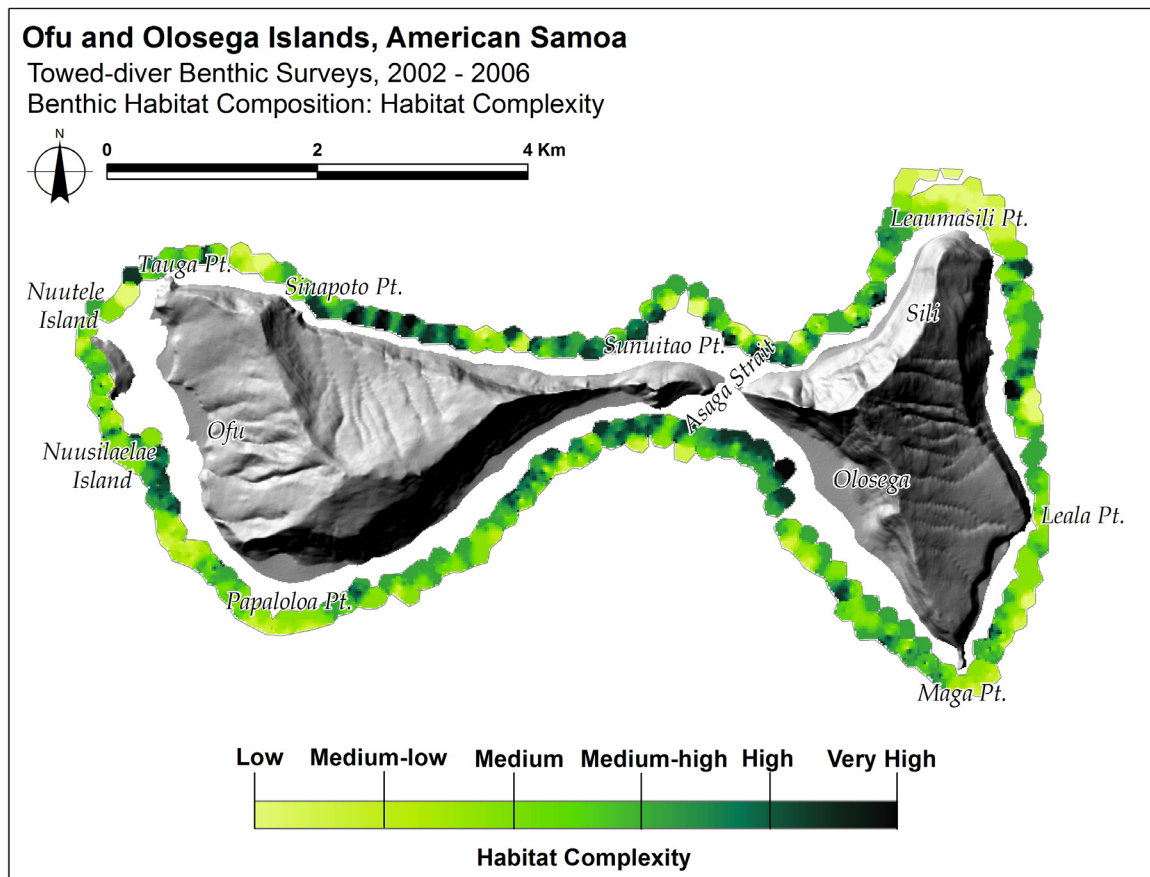 Ofu and Olosega Islands, American Samoa
Towed-diver Benthic Surveys, 2002 - 2006
Benthic Habitat Composition: Habitat Complexity
N
0 2 4 Km
Leaumasili Pt.
Tauga Pt.
Nuutele
Island
Sinapoto Pt.
Sili
Sunuitao Pt.
Asaga Strait
Ofu
Nuusilaelae
Island
Olosega
Leala Pt.
Papaloloa Pt.
Maga Pt.
Low Medium-low Medium Medium-high High Very High
Habitat Complexity